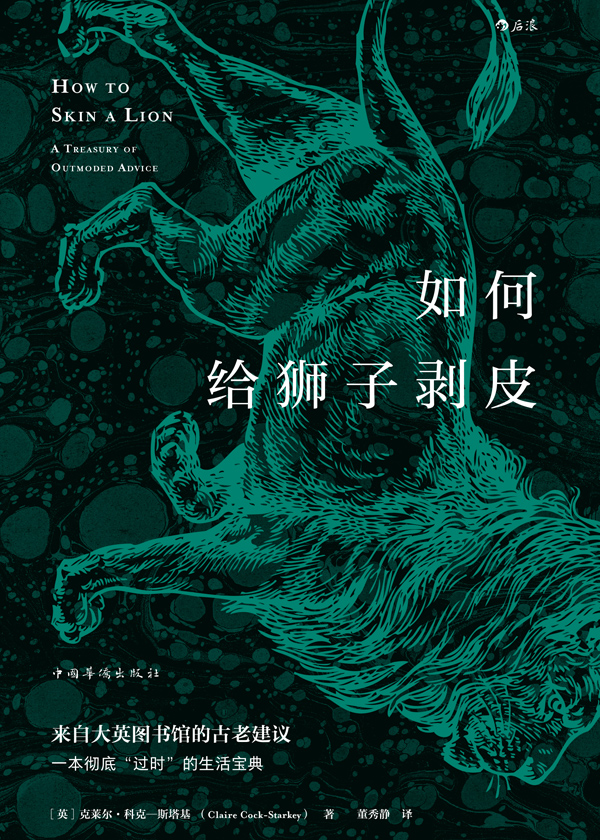 后浪
HOW TO
SKIN A LION
A TREASURY OF
OUTMODED ADVICE
如何
给狮子剥皮
中國華僑出版社
来自大英图书馆的古老建议
一本彻底“过时”的生活宝典
［英］克莱尔·科克—斯塔基（Claire Cock-Starkey） 著 董秀静 译